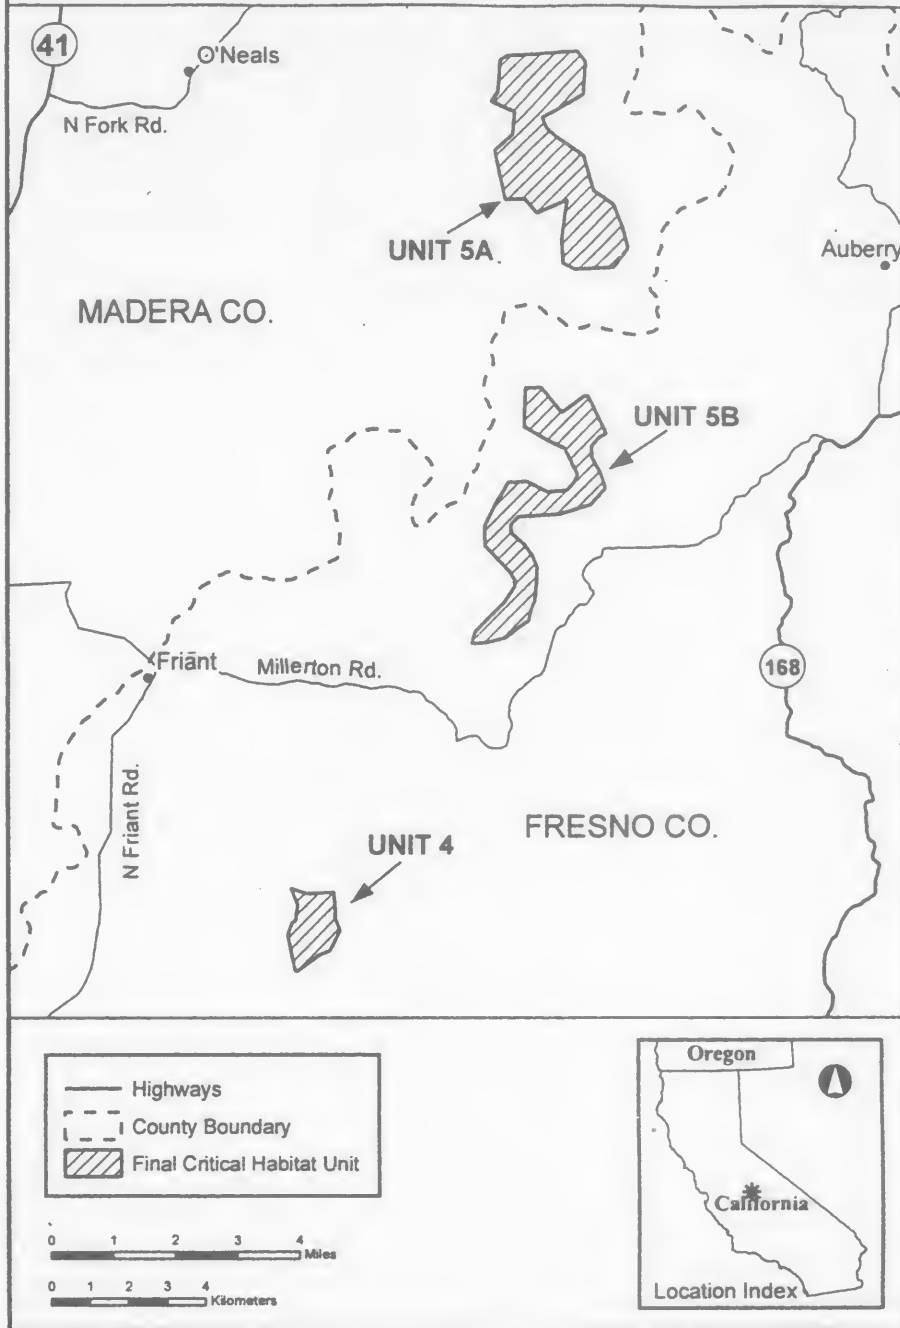 41
O'Neals
N Fork Rd.
UNIT 5A
Auberry
MADERA CO.
UNIT 5B
Friant
Millerton Rd.
168
N Friant Rd.
FRESNO CO.
UNIT 4
Highways
County Boundary
Final Critical Habitat Unit
0 1 2 3 4 Miles
0 1 2 3 4 Kilometers
Oregon
California
Location Index